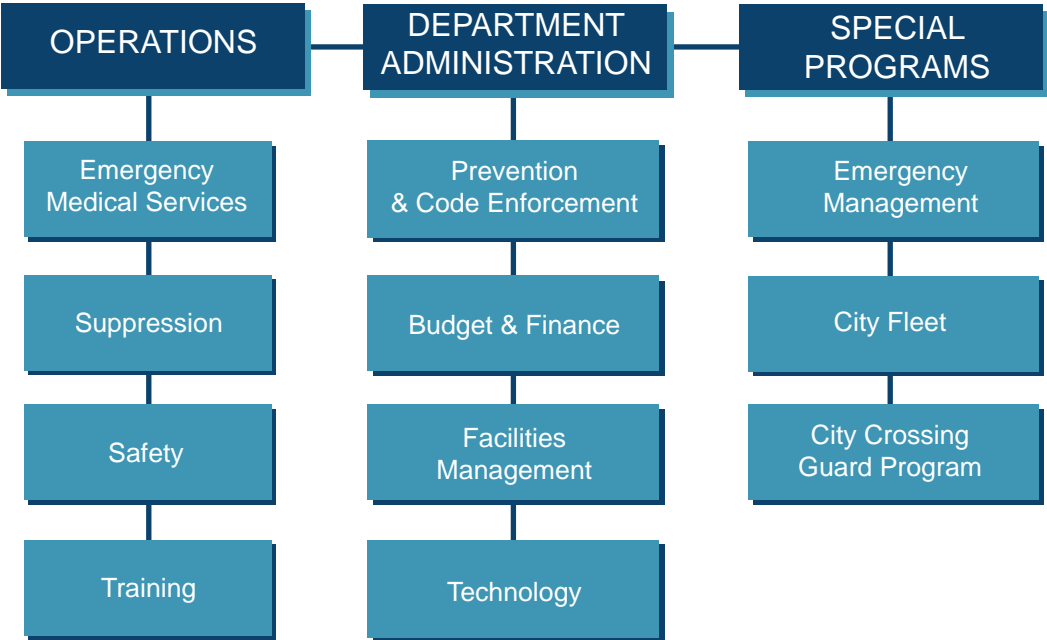 OPERATIONS
DEPARTMENT
ADMINISTRATION
SPECIAL
PROGRAMS
Emergency
Medical Services
Prevention
& Code Enforcement
Emergency
Management
Suppression
Budget & Finance
City Fleet
Safety
Facilities
Management
City Crossing
Guard Program
Training
Technology